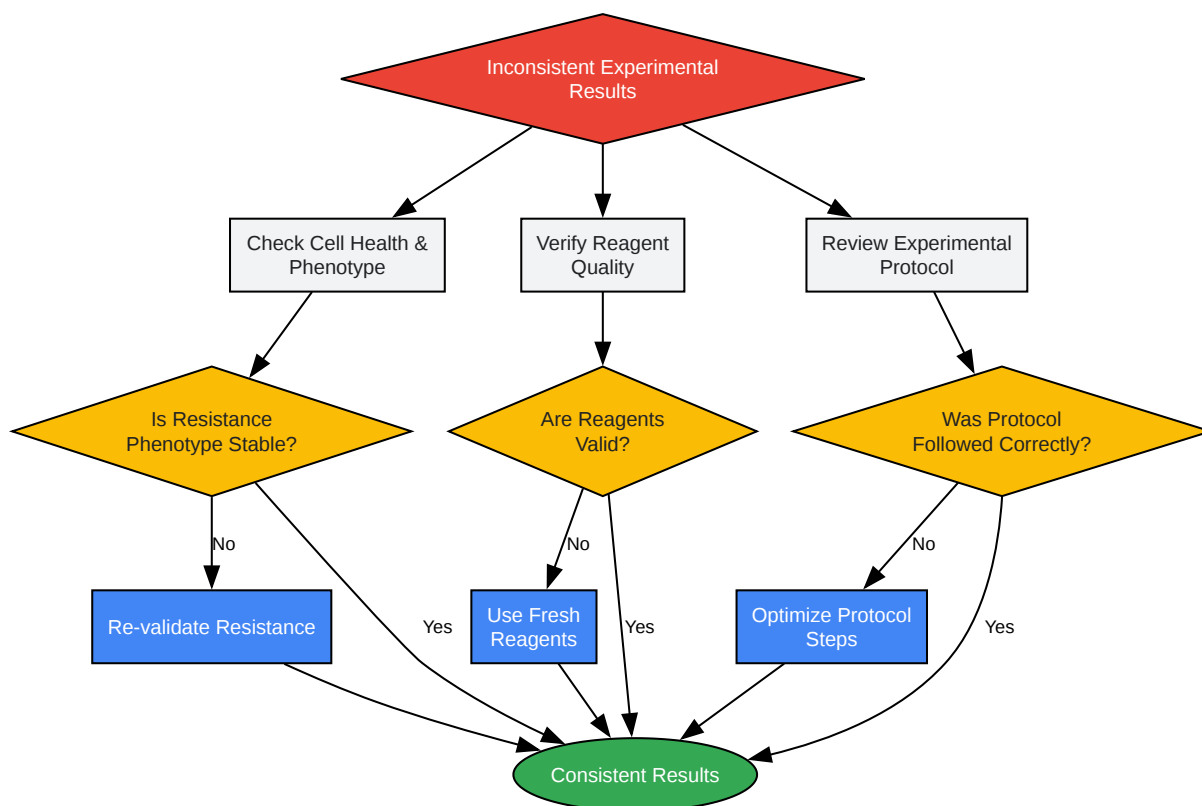 Inconsistent Experimental
Results
Check Cell Health &
Phenotype
Verify Reagent
Quality
Review Experimental
Protocol
Is Resistance
Phenotype Stable?
Are Reagents
Valid?
Was Protocol
Followed Correctly?
No
No
No
Re-validate Resistance
Yes
Use Fresh
Reagents
Yes
Optimize Protocol
Steps
Yes
Consistent Results